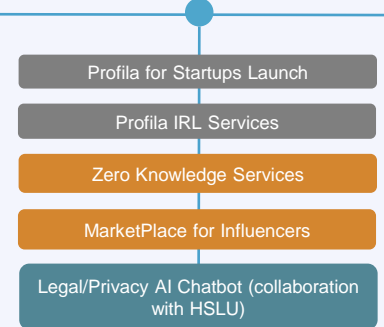 Profila for Startups Launch
Profila IRL Services
Zero Knowledge Services
MarketPlace for Influencers
Legal/Privacy AI Chatbot (collaboration
with HSLU)